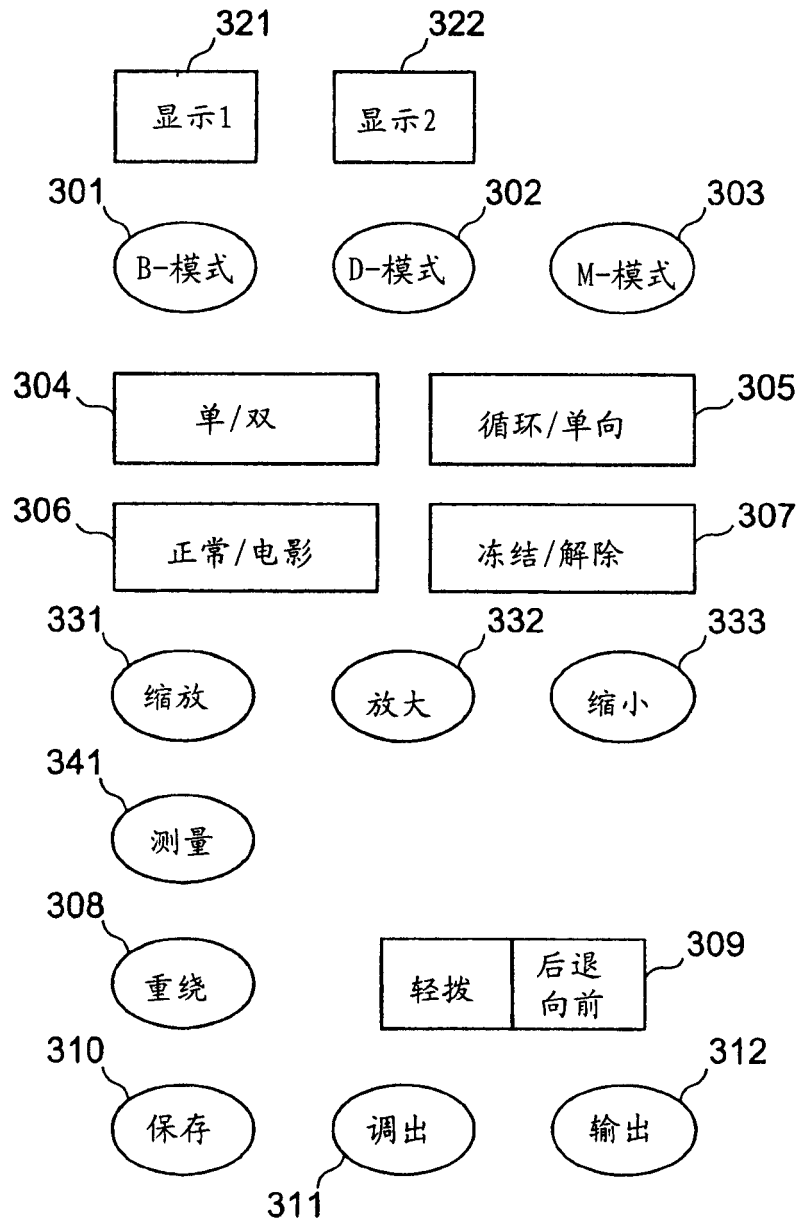 321 322
显示1 显示2
301 302 303
B-模式 D-模式 M-模式
304 305
单/双 循环/单向
306 307
正常/电影 冻结/解除
331 332 333
缩放 放大 缩小
341
测量
308 309
重绕 轻拨 后退
向前
310 312
保存 调出 输出
311